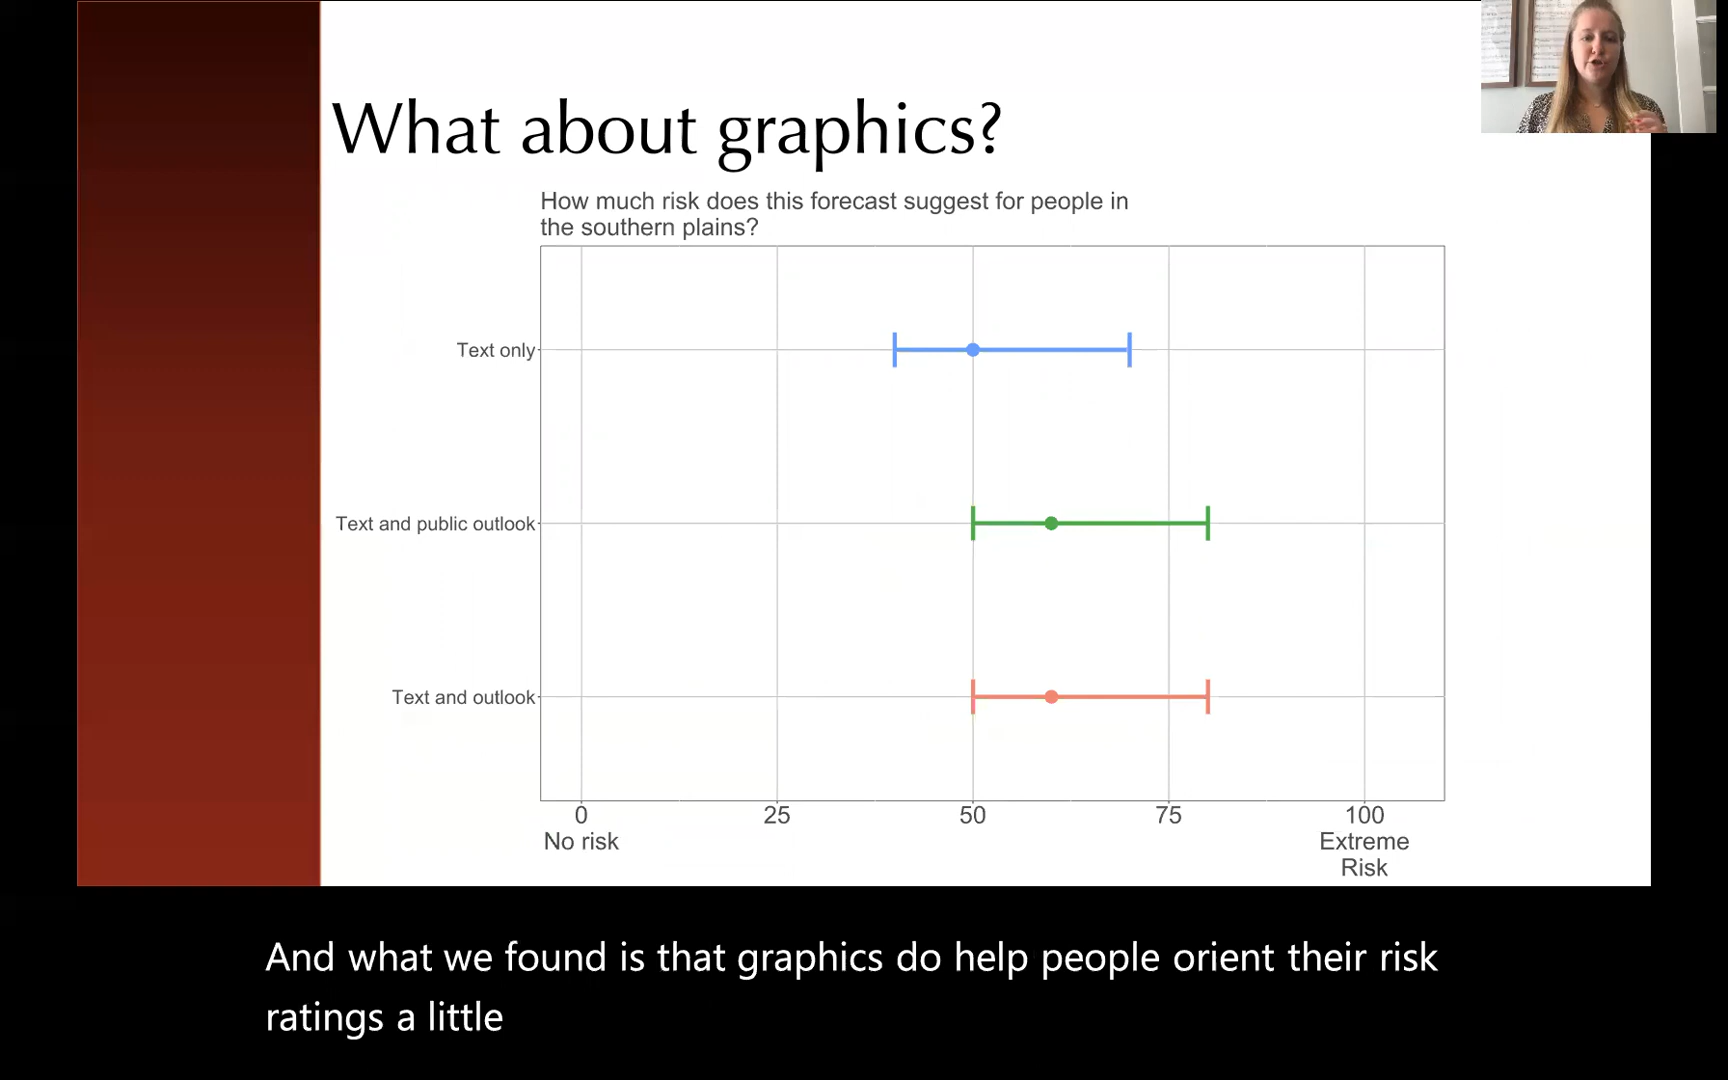 What about graphics?
How much risk does this forecast suggest for people in
the southern plains?
Text only
Text and public outlook
Text and outlook
0 25 50 75 100
No risk Extreme
Risk
And what we found is that graphics do help people orient their risk
ratings a little